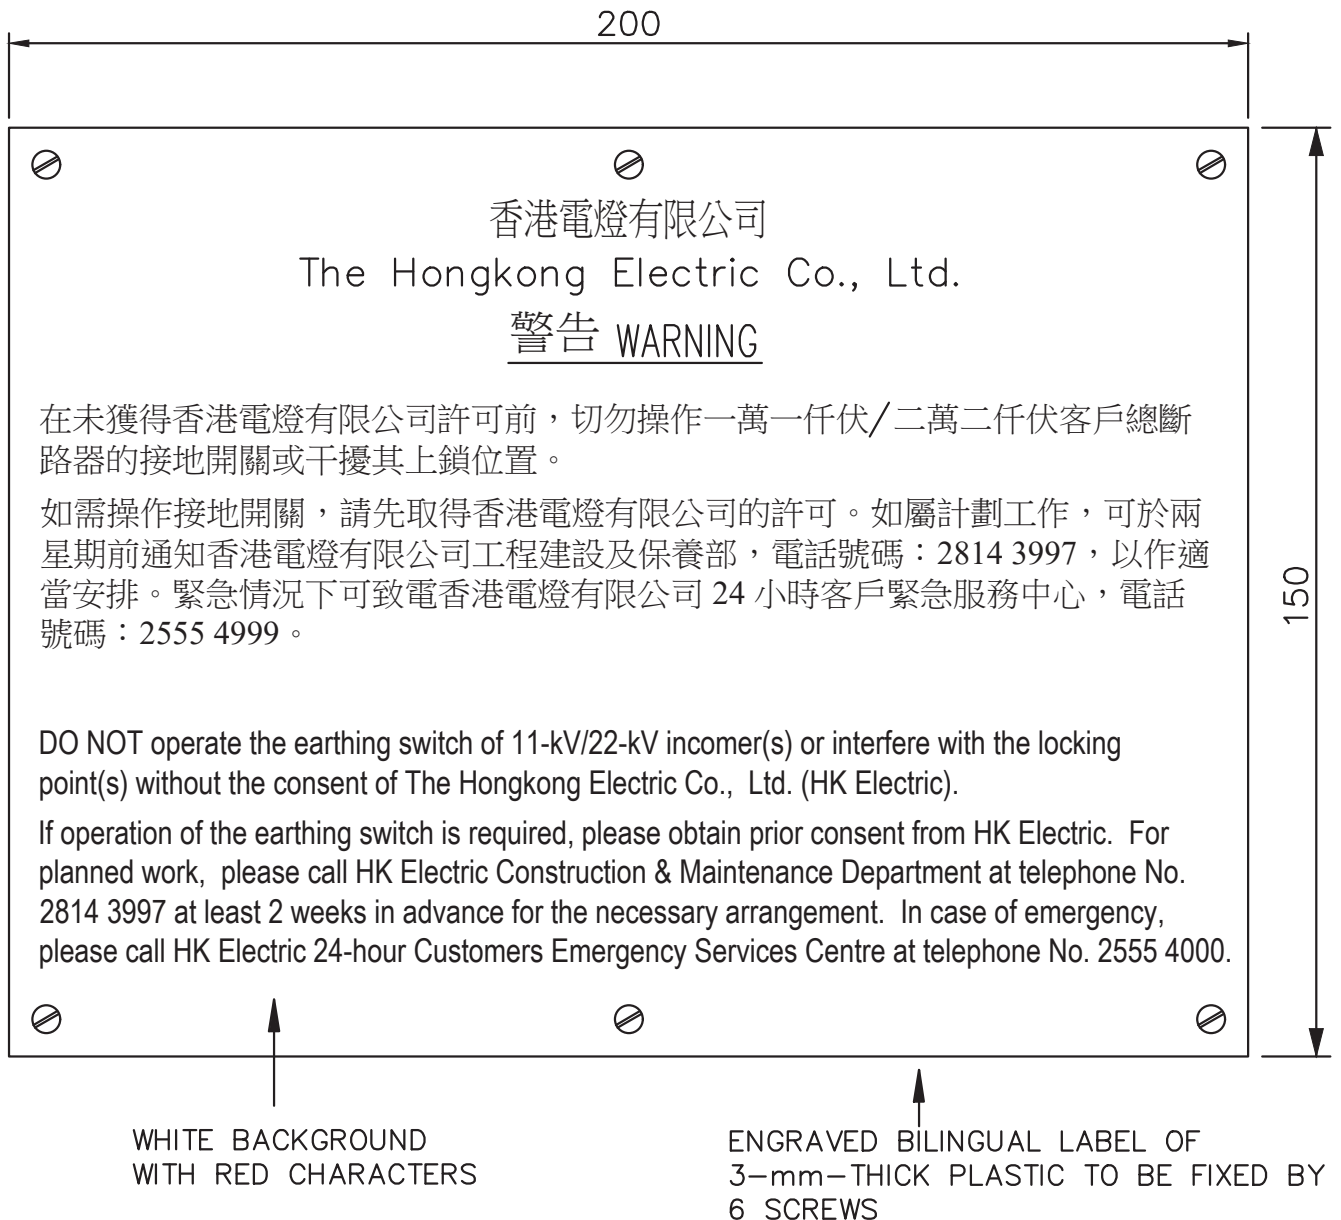 200
香港電燈有限公司
The Hongkong Electric Co., Ltd.
警告 WARNING
在未獲得香港電燈有限公司許可前，切勿操作一萬一仟伏/二萬二仟伏客戶總斷
路器的接地開關或干擾其上鎖位置。
如需操作接地開關，請先取得香港電燈有限公司的許可。如屬計劃工作，可於兩
星期前通知香港電燈有限公司工程建設及保養部，電話號碼：2814 3997，以作適
當安排。緊急情況下可致電香港電燈有限公司 24 小時客戶緊急服務中心，電話
號碼：2555 4999。
150
DO NOT operate the earthing switch of 11-kV/22-kV incomer(s) or interfere with the locking
point(s) without the consent of The Hongkong Electric Co., Ltd. (HK Electric).
If operation of the earthing switch is required, please obtain prior consent from HK Electric. For
planned work, please call HK Electric Construction & Maintenance Department at telephone No.
2814 3997 at least 2 weeks in advance for the necessary arrangement. In case of emergency,
please call HK Electric 24-hour Customers Emergency Services Centre at telephone No. 2555 4000.
WHITE BACKGROUND
WITH RED CHARACTERS
ENGRAVED BILINGUAL LABEL OF
3-mm-THICK PLASTIC TO BE FIXED BY
6 SCREWS